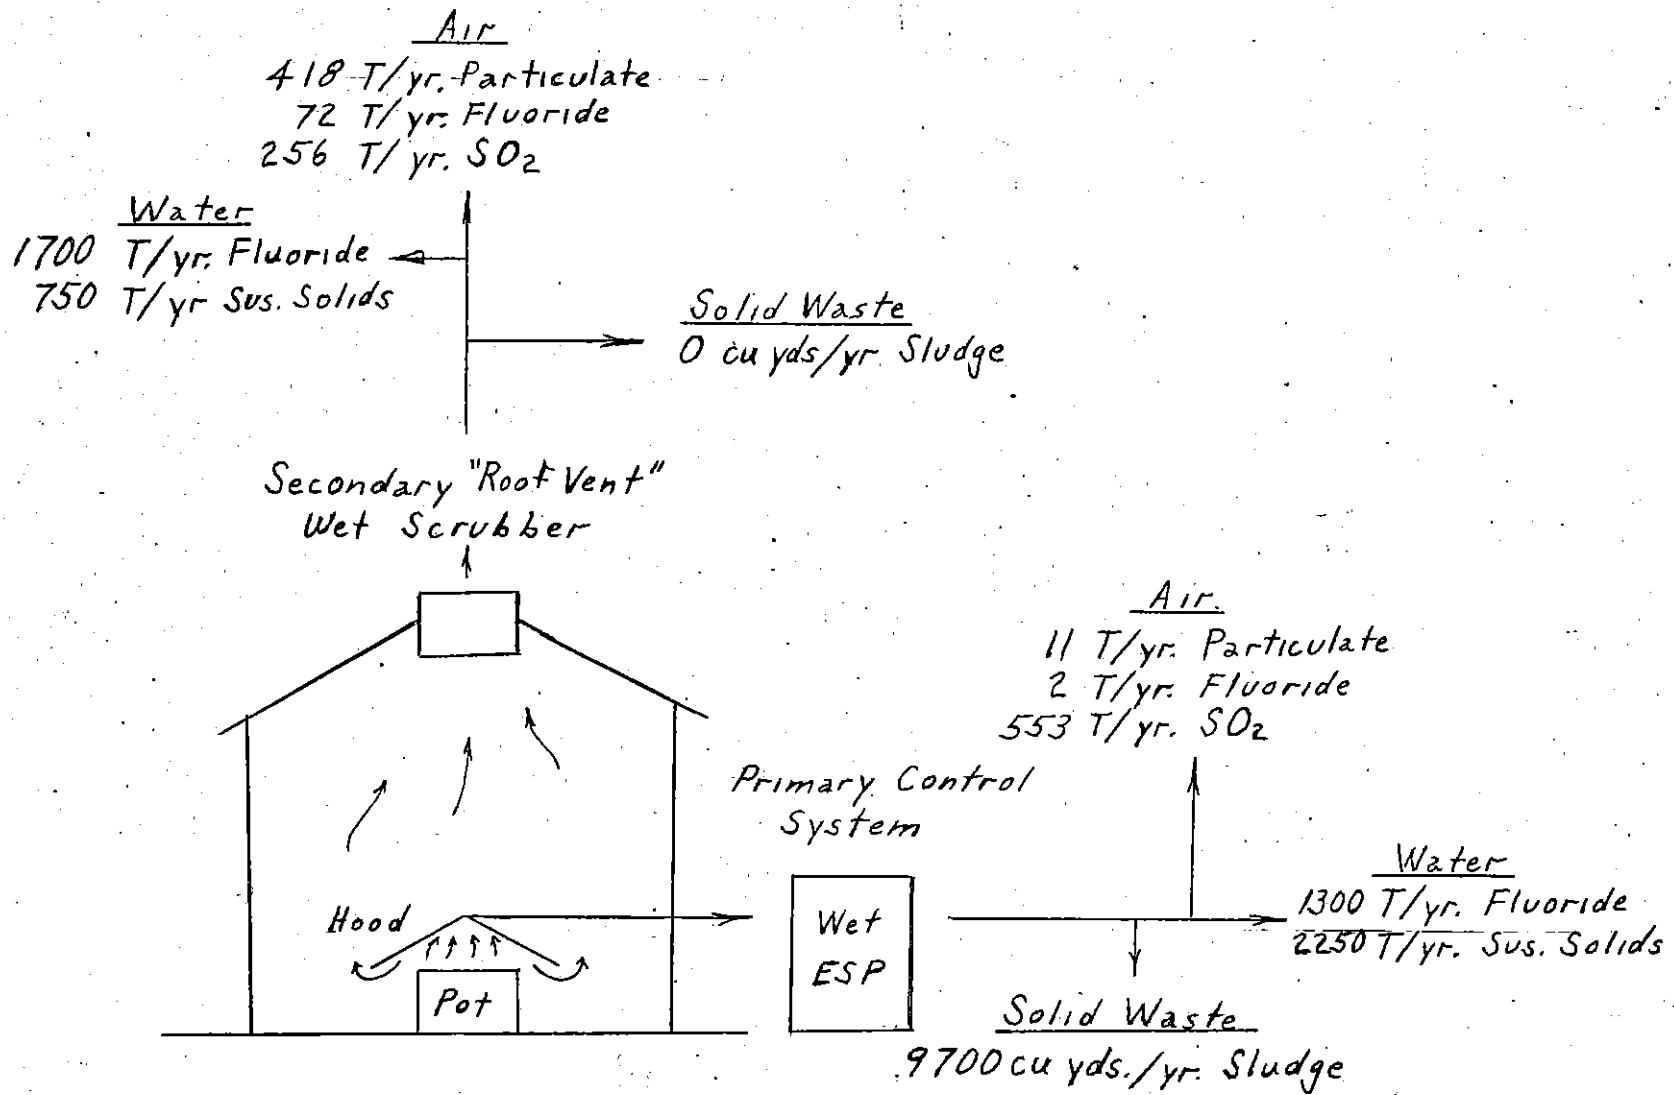 Air
418 T/yr. Particulate
72 T/yr. Fluoride
256 T/yr. SO2
Water
1700 T/yr. Fluoride
750 T/yr Sus. Solids
Solid Waste
0 cu yds/yr. Sludge
Secondary "Roof Vent"
Wet Scrubber
Air.
11 T/yr. Particulate
2 T/yr. Fluoride
553 T/yr. SO2
Primary Control
System
Water
1300 T/yr. Fluoride
2250 T/yr. Sus. Solids
Hood
Pot
Wet
ESP
Solid Waste
9700 cu yds./yr. Sludge